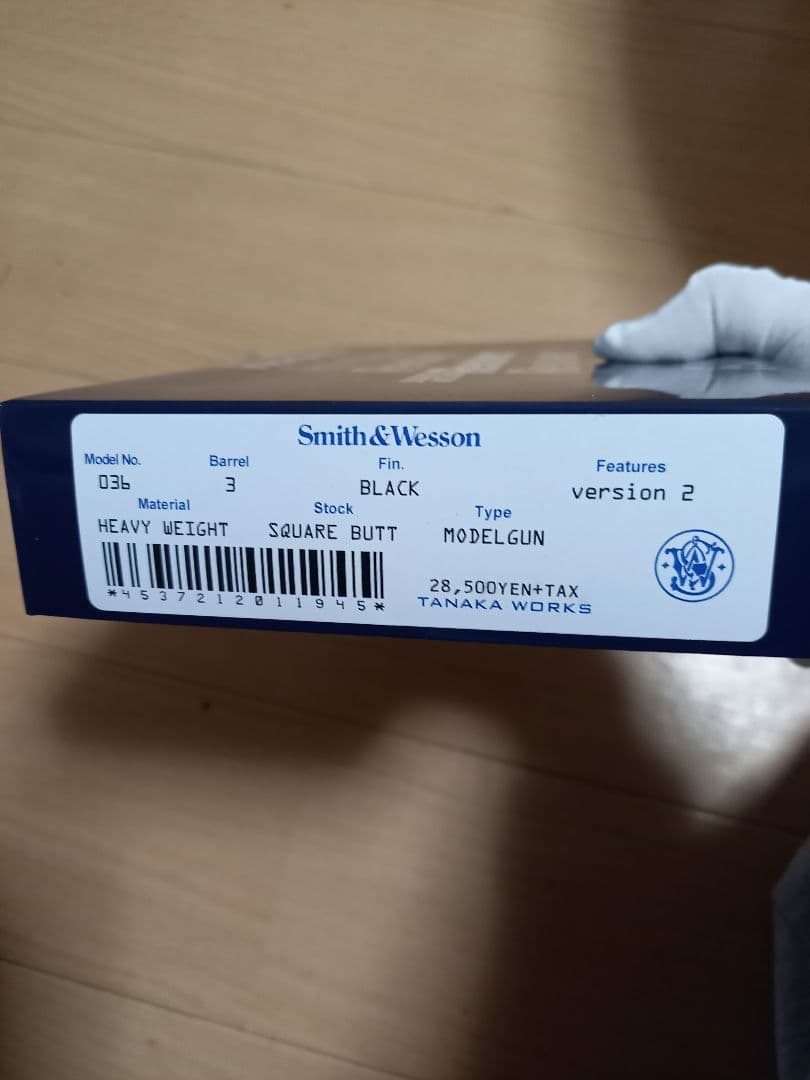 Smith&Wesson
Model No. Barrel Fin. Features
036 3 BLACK version 2
Material Stock Type
HEAVY WEIGHT SQUARE BUTT MODELGUN
28,500YEN+TAX
*4537212011945* TANAKA WORKS